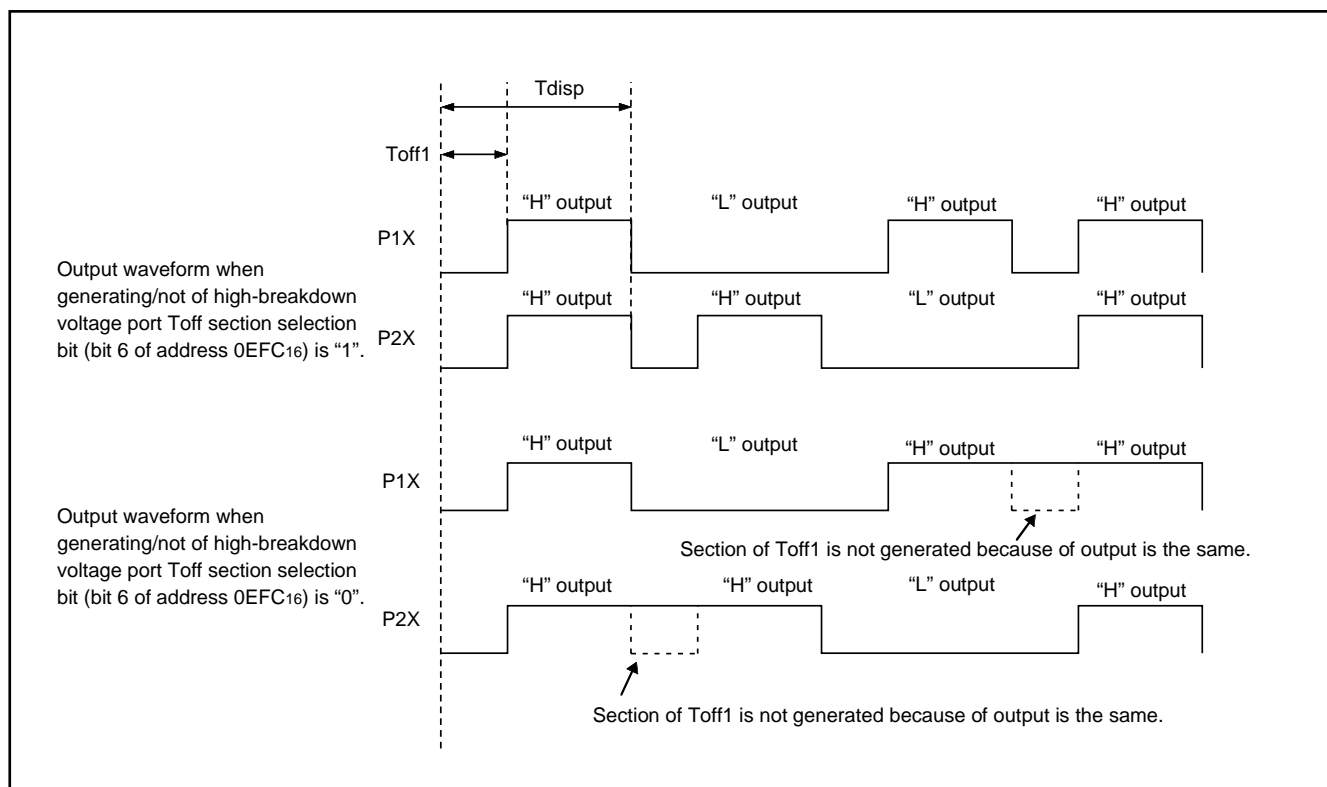 Tdisp
Toff1
“H” output “L” output “H” output “H” output
P1X
Output waveform when
generating/not of high-breakdown
voltage port Toff section selection
bit (bit 6 of address 0EFC16) is “1”.
“H” output “H” output “L” output “H” output
P2X
“H” output “L” output “H” output “H” output
P1X
Output waveform when
generating/not of high-breakdown
voltage port Toff section selection
bit (bit 6 of address 0EFC16) is “0”.
Section of Toff1 is not generated because of output is the same.
“H” output “H” output “L” output “H” output
P2X
Section of Toff1 is not generated because of output is the same.